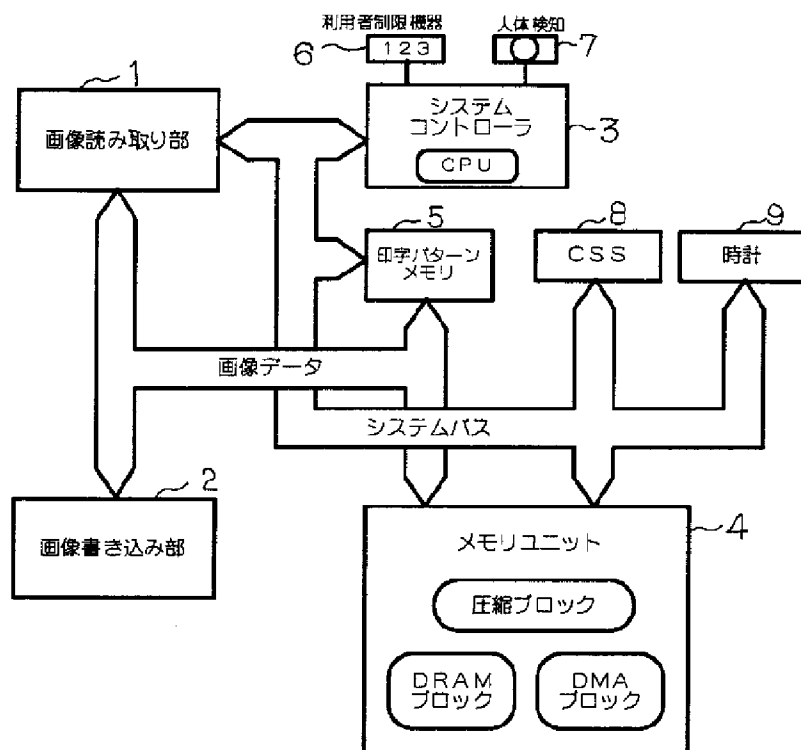 利用者制限機器
人体検知
6
123
7
1
画像読み取り部
システム
コントローラ
CPU
3
5
印字パターン
メモリ
8
CSS
9
時計
画像データ
システムバス
2
画像書き込み部
4
メモリユニット
圧縮ブロック
DRAM
ブロック
DMA
ブロック